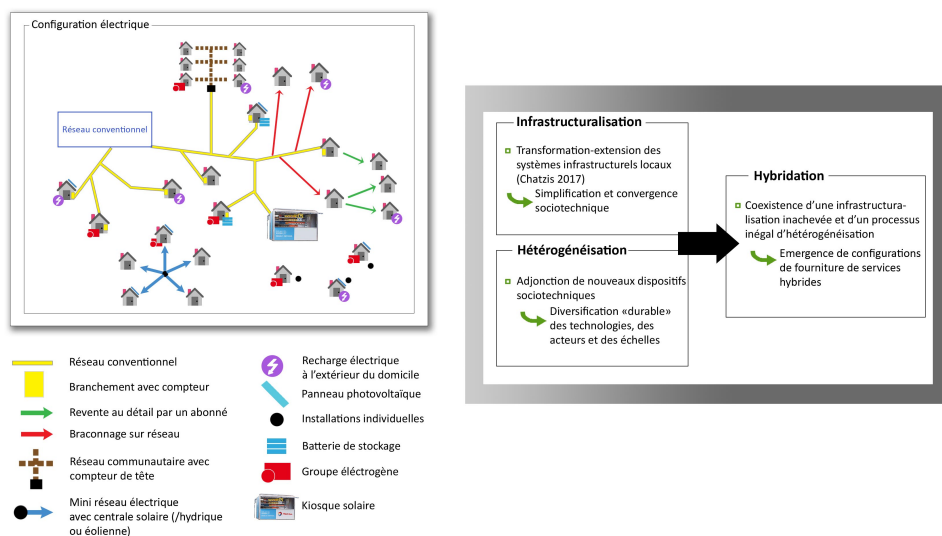 Configuration électrique
Réseau conventionnel
Réseau conventionnel
Branchement avec compteur
Revente au détail par un abonné
Braconnage sur réseau
Réseau communautaire avec
compteur de tête
Mini réseau électrique
avec centrale solaire (/hydrique
ou éolienne)
Recharge électrique
à l'extérieur du domicile
Panneau photovoltaïque
Installations individuelles
Batterie de stockage
Groupe éléctrogène
Kiosque solaire
Infrastructuralisation
Transformation-extension des
systèmes infrastructurels locaux
(Chatzis 2017)
Simplification et convergence
sociotechnique
Hétérogénéisation
Adjonction de nouveaux dispositifs
sociotechniques
Diversification «durable»
des technologies, des
acteurs et des échelles
Hybridation
Coexistence d'une infrastructura-
lisation inachevée et d'un processus
inégal d'hétérogénéisation
Emergence de configurations
de fourniture de services
hybrides